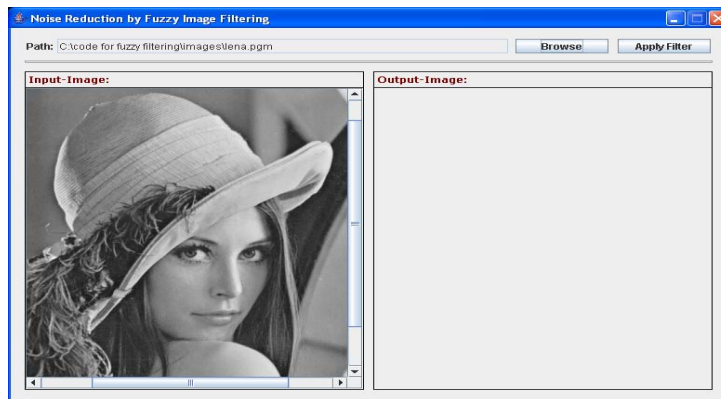 Noise Reduction by Fuzzy Image Filtering
Path: C:\code for fuzzy filtering\images\lena.pgm Browse Apply Filter
Input-Image: Output-Image: